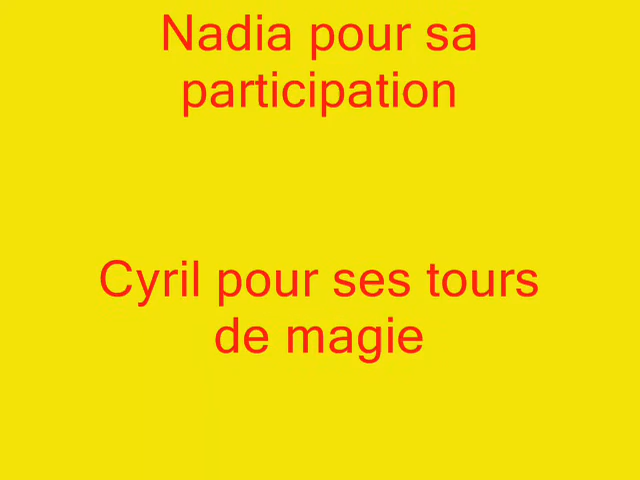 Nadia pour sa
participation
Cyril pour ses tours
de magie